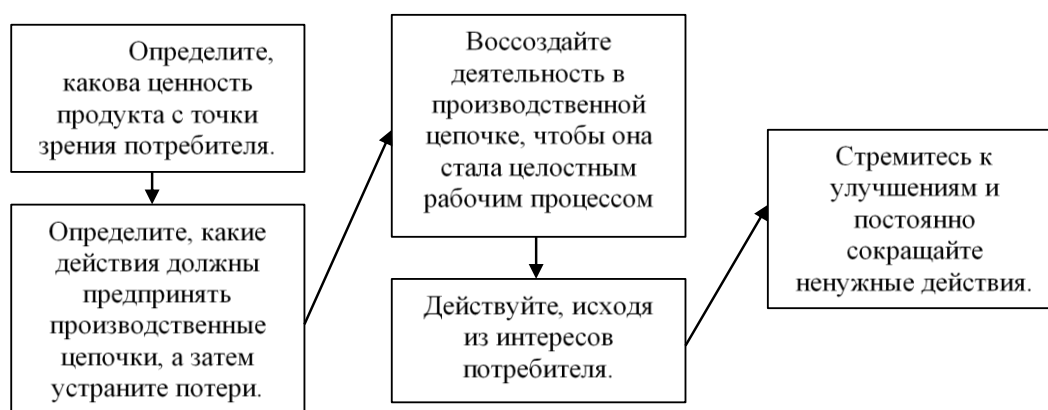 Определите,
какова ценность
продукта с точки
зрения потребителя.
Определите, какие
действия должны
предпринять
производственные
цепочки, а затем
устраните потери.
Воссоздайте
деятельность в
производственной
цепочке, чтобы она
стала целостным
рабочим процессом
Действуйте, исходя
из интересов
потребителя.
Стремитесь к
улучшениям и
постоянно
сокращайте
ненужные действия.